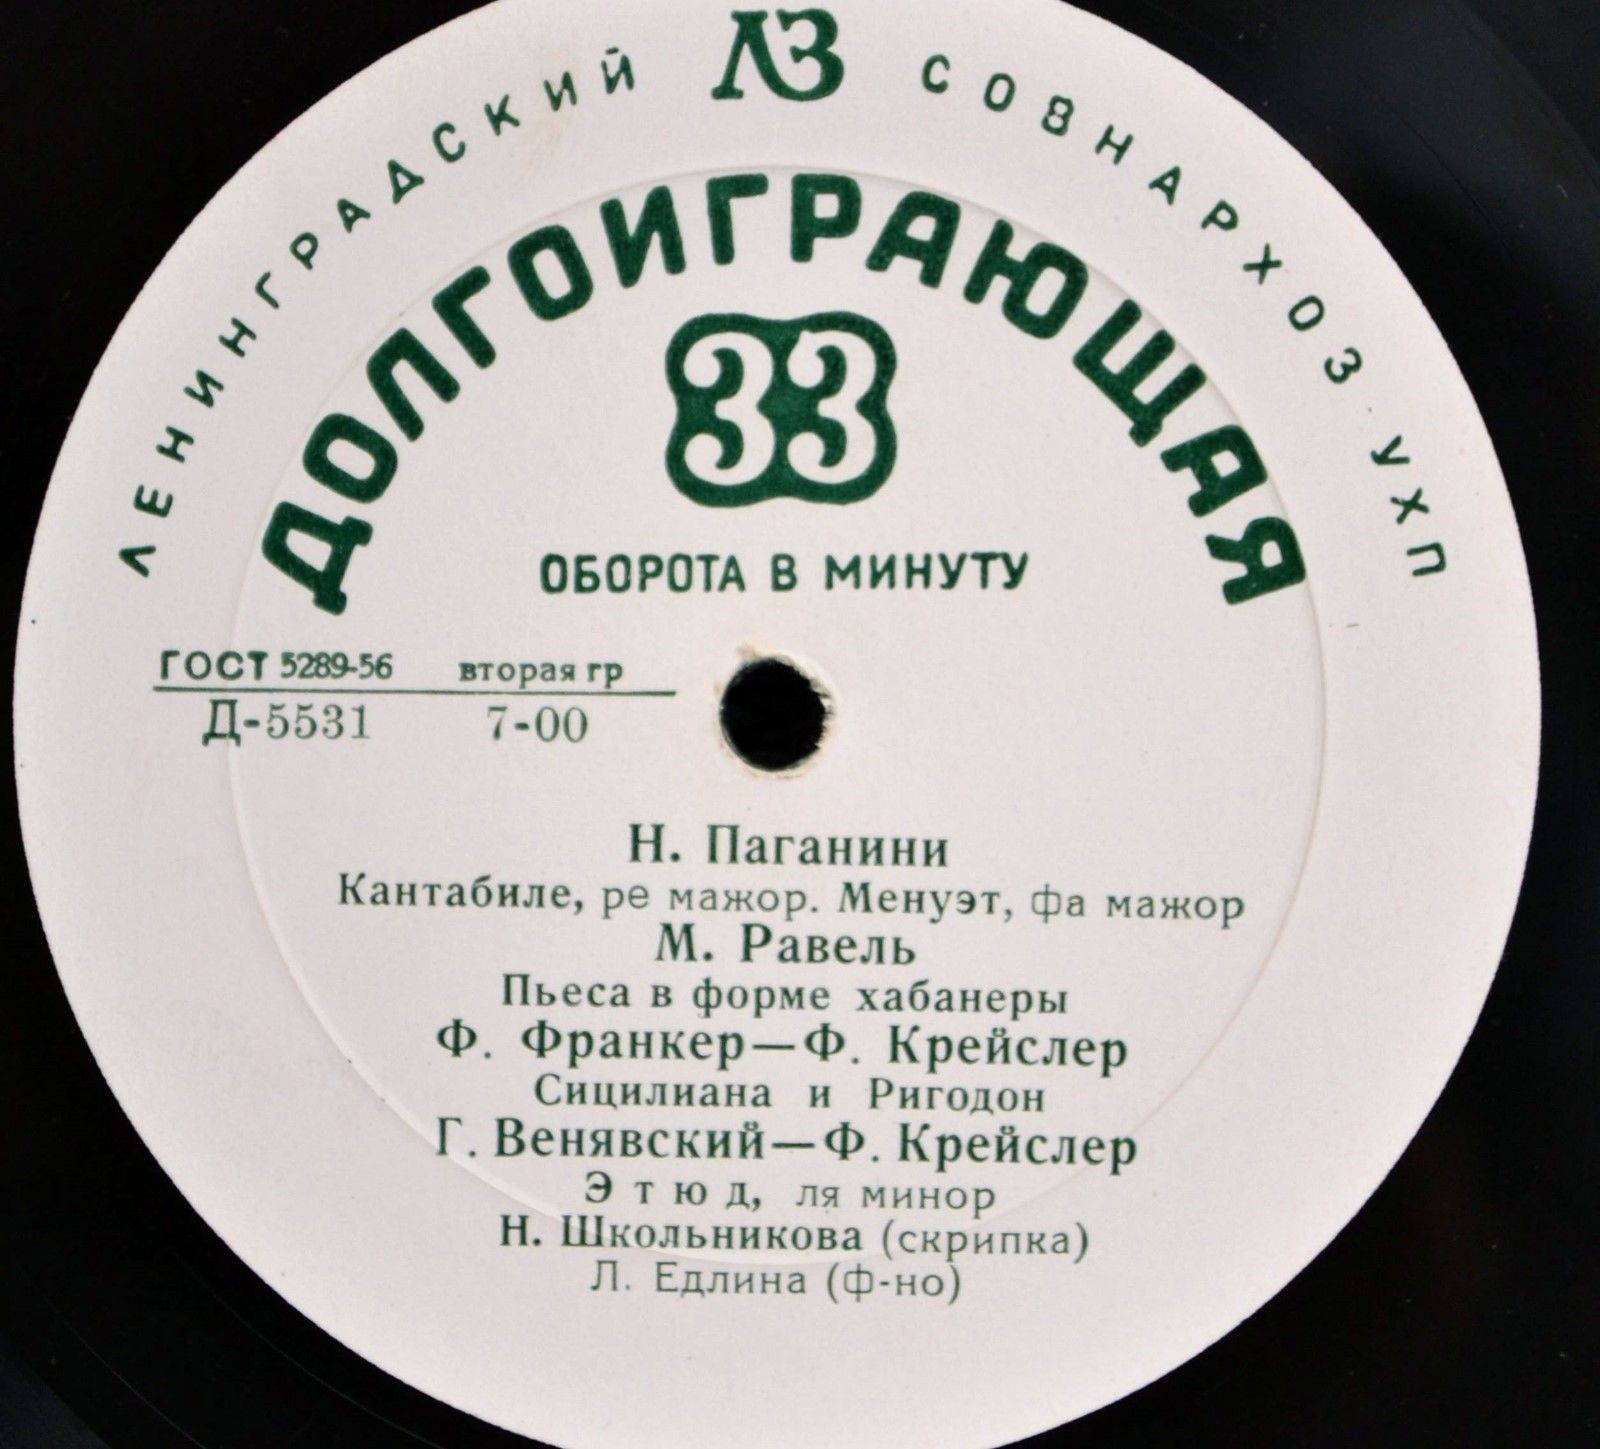 ЛЕНИНГРАДСКИЙ ЛЗ СОВНАРХОЗ УХП
ДОЛГОИГРАЮЩАЯ
33
ОБОРОТА В МИНУТУ
ГОСТ 5289-56 вторая гр
Д-5531 7-00
Н. Паганини
Кантабиле, ре мажор. Менуэт, фа мажор
М. Равель
Пьеса в форме хабанеры
Ф. Франкер—Ф. Крейслер
Сицилиана и Ригодон
Г. Венявский—Ф. Крейслер
Этюд, ля минор
Н. Школьникова (скрипка)
Л. Едлина (ф-но)